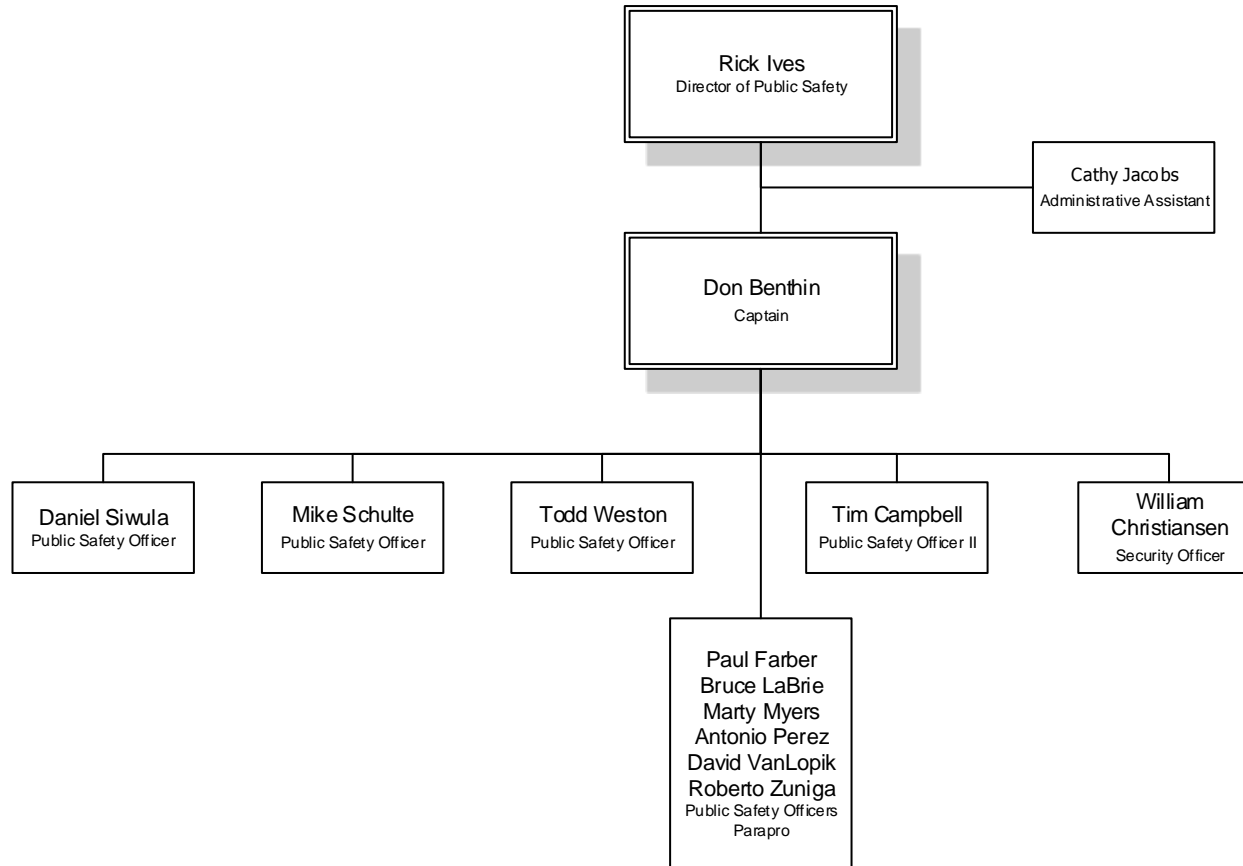 Rick Ives
Director of Public Safety
Cathy Jacobs
Administrative Assistant
Don Benthin
Captain
Daniel Siwula
Public Safety Officer
Mike Schulte
Public Safety Officer
Todd Weston
Public Safety Officer
Tim Campbell
Public Safety Officer II
William
Christiansen
Security Officer
Paul Farber
Bruce LaBrie
Marty Myers
Antonio Perez
David VanLopik
Roberto Zuniga
Public Safety Officers
Parapro